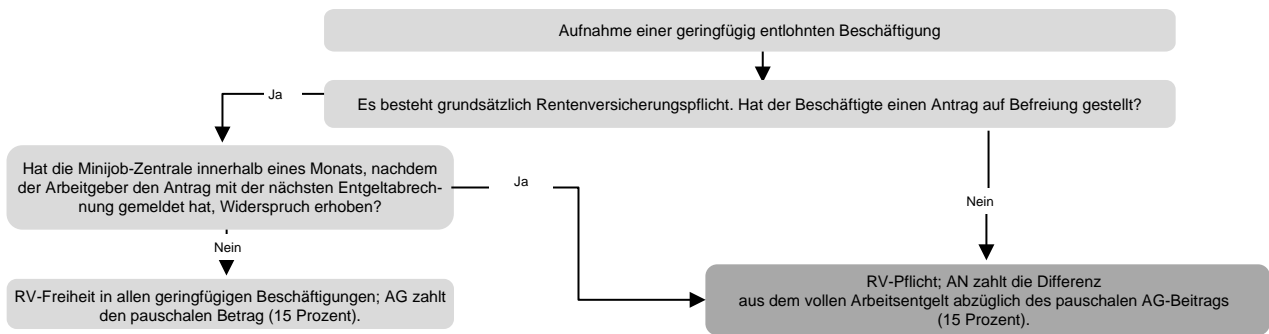 Aufnahme einer geringfügig entlohnten Beschäftigung
Ja
Es besteht grundsätzlich Rentenversicherungspflicht. Hat der Beschäftigte einen Antrag auf Befreiung gestellt?
Hat die Minijob-Zentrale innerhalb eines Monats, nachdem
der Arbeitgeber den Antrag mit der nächsten Entgeltabrech-
nung gemeldet hat, Widerspruch erhoben?
Ja
Nein
Nein
RV-Freiheit in allen geringfügigen Beschäftigungen; AG zahlt
den pauschalen Betrag (15 Prozent).
RV-Pflicht; AN zahlt die Differenz
aus dem vollen Arbeitsentgelt abzüglich des pauschalen AG-Beitrags
(15 Prozent).